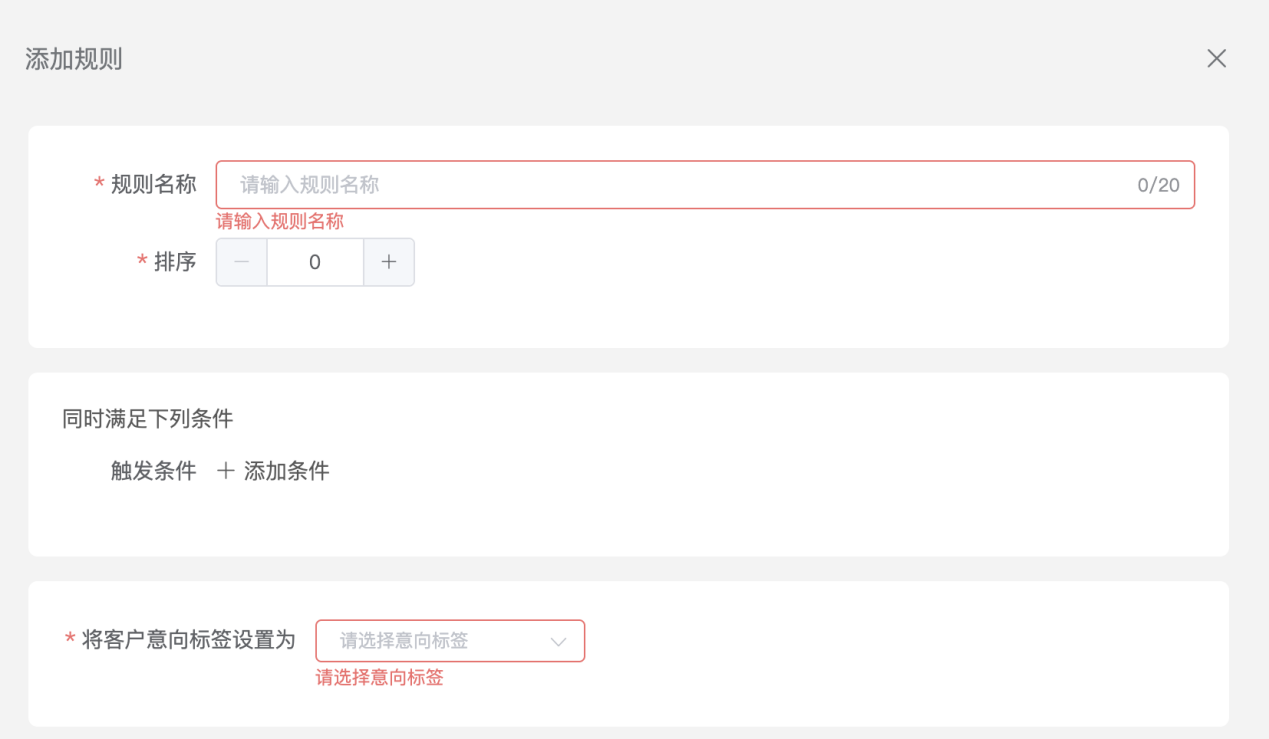 添加规则
* 规则名称 请输入规则名称 0/20
请输入规则名称
* 排序 0
同时满足下列条件
触发条件 + 添加条件
* 将客户意向标签设置为 请选择意向标签
请选择意向标签